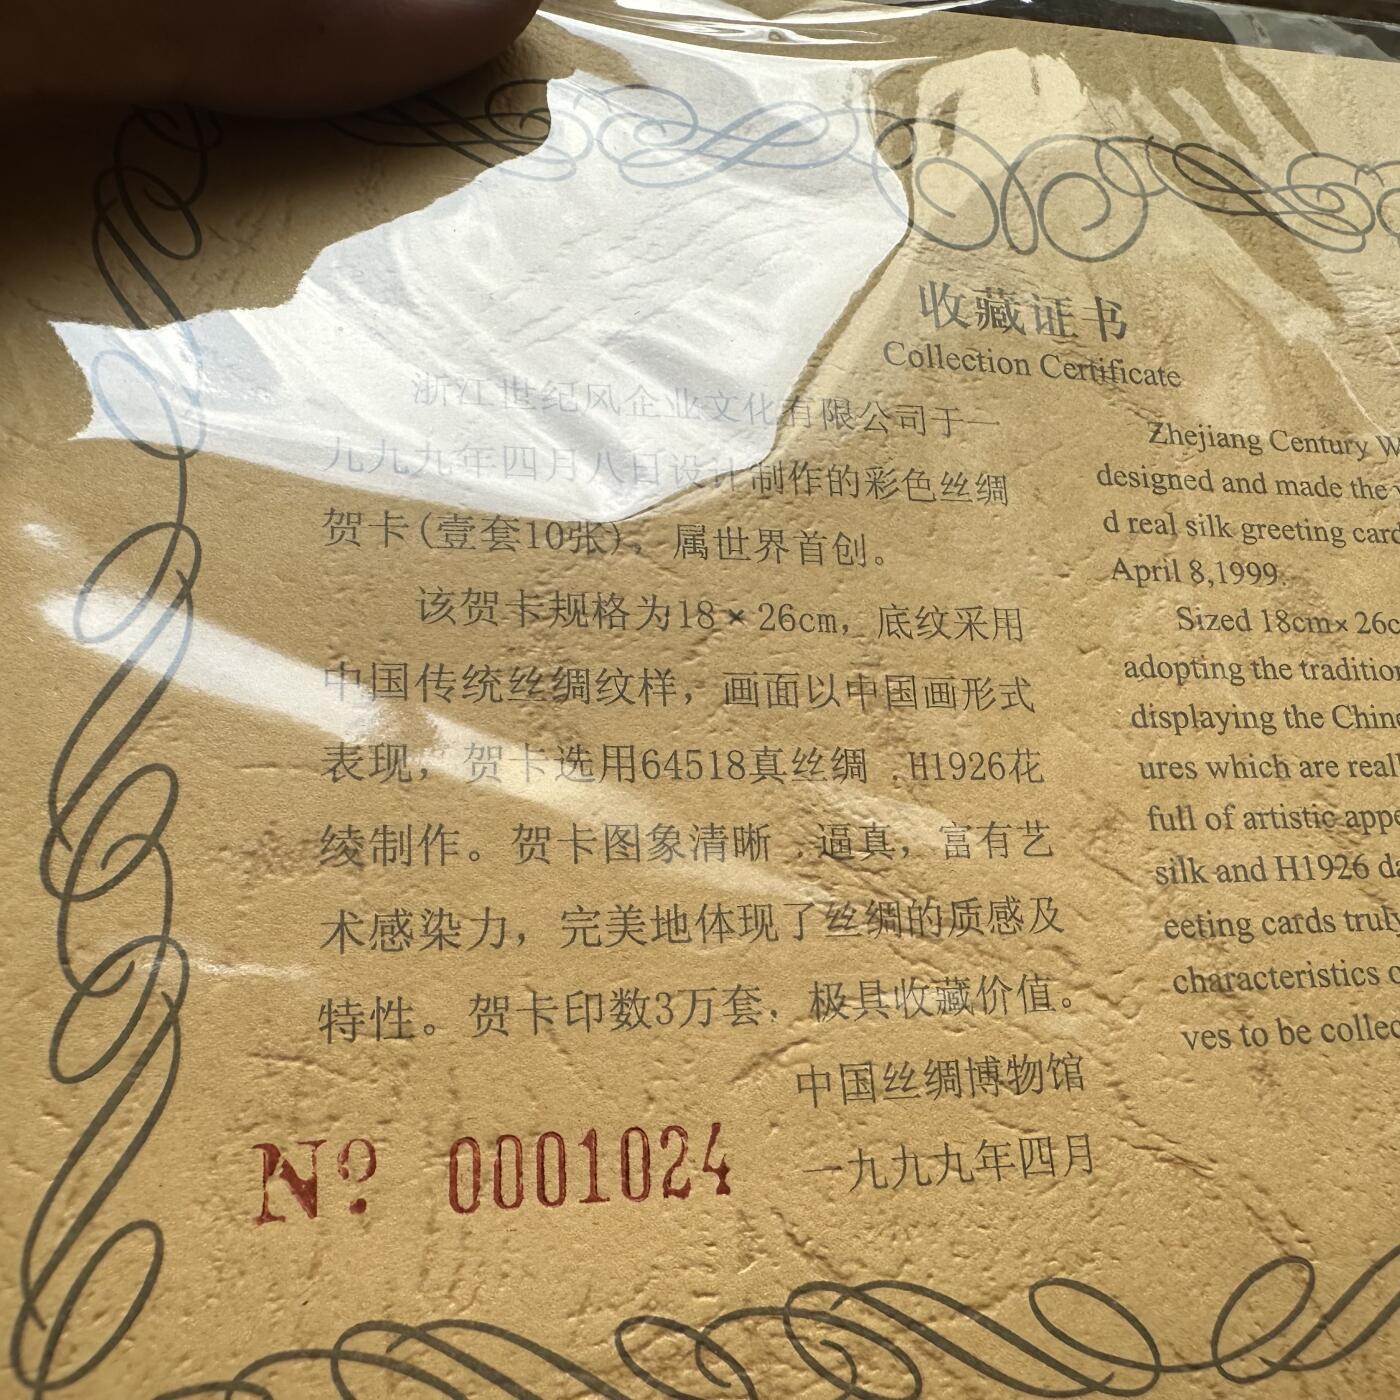 收藏证书
Collection Certificate
浙江世纪风企业文化有限公司于一
九九九年四月八日设计制作的彩色丝绸
贺卡(壹套10张)，属世界首创。
该贺卡规格为18×26cm，底纹采用
中国传统丝绸纹样，画面以中国画形式
表现，贺卡选用64518真丝绸 .H1926花
绫制作。贺卡图象清晰 .逼真，富有艺
术感染力，完美地体现了丝绸的质感及
特性。贺卡印数3万套，极具收藏价值。
中国丝绸博物馆
一九九九年四月
№ 0001024
Zhejiang Century W
designed and made the
d real silk greeting card
April 8,1999.
Sized 18cm×26c
adopting the tradition
displaying the Chin
ures which are reall
full of artistic appe
silk and H1926 da
eeting cards truly
characteristics
ves to be collec